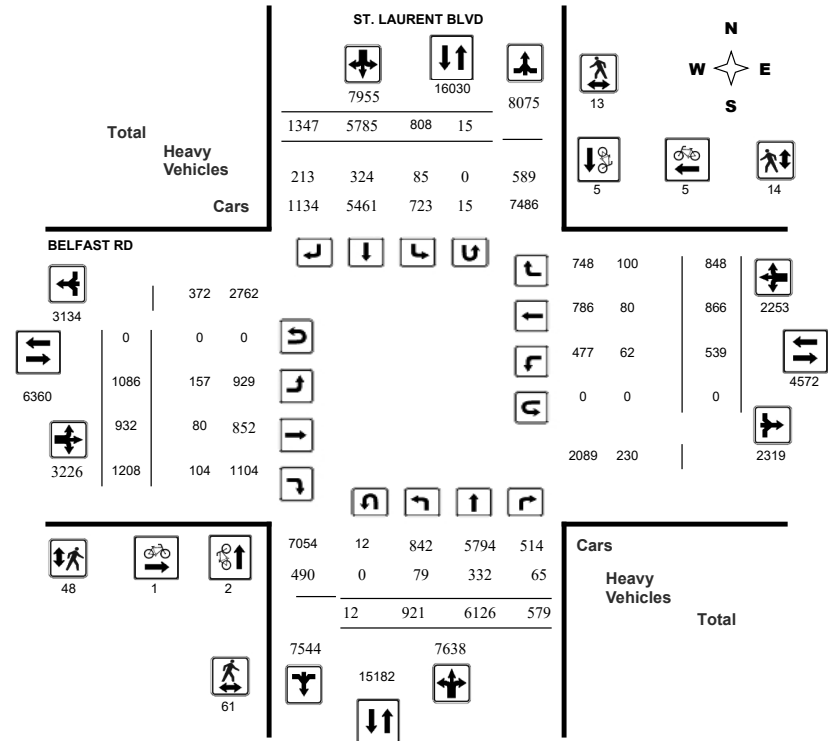 ST. LAURENT BLVD
N
W E
S
7955 16030 8075
13
Total
Heavy
Vehicles
Cars
1347 5785 808 15
213 324 85 0 589
1134 5461 723 15 7486
5 5 14
BELFAST RD
3134
372 2762
0 0 0
6360
1086 157 929
932 80 852
3226
1208 104 1104
748 100 848
786 80 866
2253
477 62 539
4572
0 0 0
2089 230
2319
48 1 2
61
7054 12 842 5794 514
490 0 79 332 65
12 921 6126 579
7544 7638
15182
Cars
Heavy
Vehicles
Total